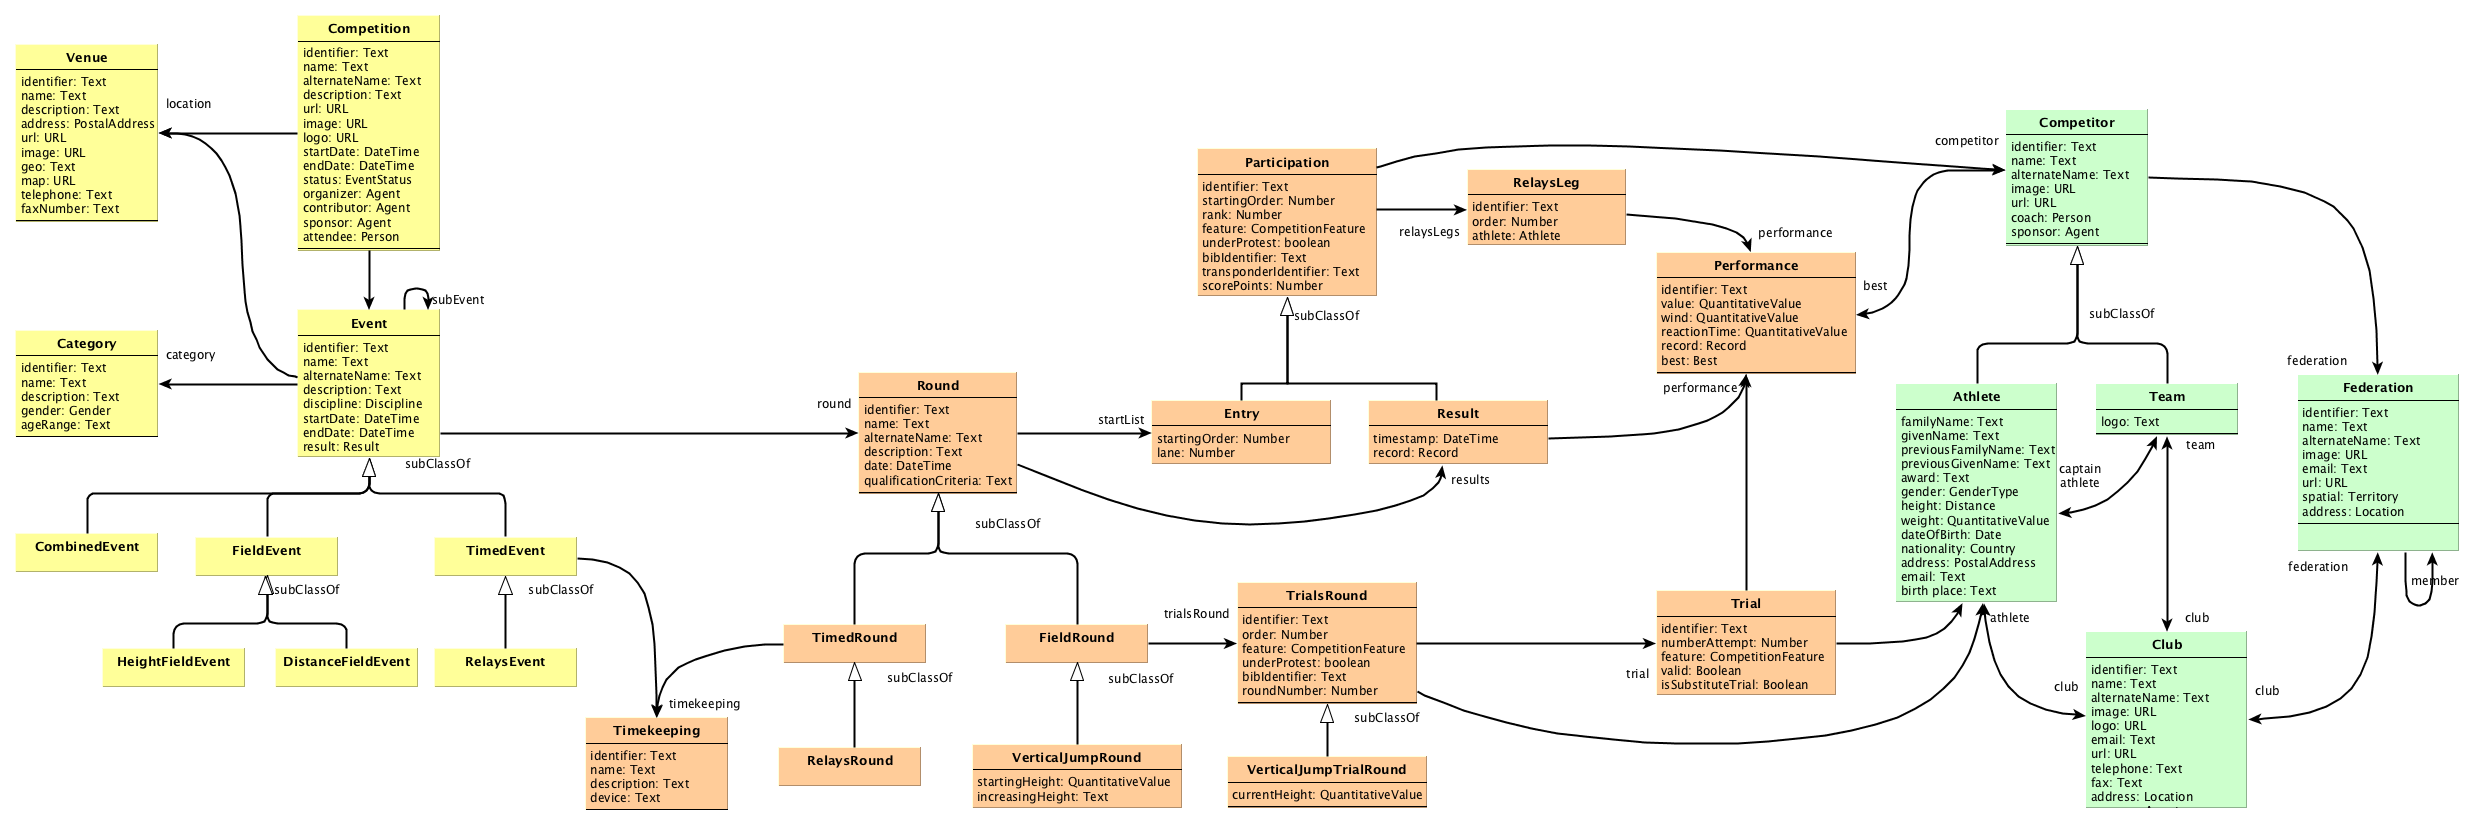 Competition
identifier: Text
name: Text
alternateName: Text
description: Text
url: URL
image: URL
logo: URL
startDate: DateTime
endDate: DateTime
status: EventStatus
organizer: Agent
contributor: Agent
sponsor: Agent
attendee: Person
Venue
identifier: Text
name: Text
description: Text
address: PostalAddress
url: URL
image: URL
geo: Text
map: URL
telephone: Text
faxNumber: Text
location
subEvent
Event
identifier: Text
name: Text
alternateName: Text
description: Text
discipline: Discipline
startDate: DateTime
endDate: DateTime
result: Result
Category
identifier: Text
name: Text
description: Text
gender: Gender
ageRange: Text
category
subClassOf
CombinedEvent
FieldEvent
TimedEvent
subClassOf
subClassOf
HeightFieldEvent
DistanceFieldEvent
RelaysEvent
round
Round
identifier: Text
name: Text
alternateName: Text
description: Text
date: DateTime
qualificationCriteria: Text
subClassOf
TimedRound
FieldRound
subClassOf
subClassOf
timekeeping
Timekeeping
identifier: Text
name: Text
description: Text
device: Text
RelaysRound
VerticalJumpRound
startingHeight: QuantitativeValue
increasingHeight: Text
Participation
identifier: Text
startingOrder: Number
rank: Number
feature: CompetitionFeature
underProtest: boolean
bibIdentifier: Text
transponderIdentifier: Text
scorePoints: Number
relaysLegs
RelaysLeg
identifier: Text
order: Number
athlete: Athlete
subClassOf
startList
Entry
startingOrder: Number
lane: Number
Result
timestamp: DateTime
record: Record
results
performance
Performance
identifier: Text
value: QuantitativeValue
wind: QuantitativeValue
reactionTime: QuantitativeValue
record: Record
best: Best
performance
best
trialsRound
TrialsRound
identifier: Text
order: Number
feature: CompetitionFeature
underProtest: boolean
bibIdentifier: Text
roundNumber: Number
subClassOf
VerticalJumpTrialRound
currentHeight: QuantitativeValue
trial
Trial
identifier: Text
numberAttempt: Number
feature: CompetitionFeature
valid: Boolean
isSubstituteTrial: Boolean
competitor
Competitor
identifier: Text
name: Text
alternateName: Text
image: URL
url: URL
coach: Person
sponsor: Agent
subClassOf
Athlete
familyName: Text
givenName: Text
previousFamilyName: Text
previousGivenName: Text
award: Text
gender: GenderType
height: Distance
weight: QuantitativeValue
dateOfBirth: Date
nationality: Country
address: PostalAddress
email: Text
birth place: Text
Team
logo: Text
team
captain
athlete
athlete
club
club
club
Club
identifier: Text
name: Text
alternateName: Text
image: URL
logo: URL
email: Text
url: URL
telephone: Text
fax: Text
address: Location
federation
Federation
identifier: Text
name: Text
alternateName: Text
image: URL
email: Text
url: URL
spatial: Territory
address: Location
federation
member